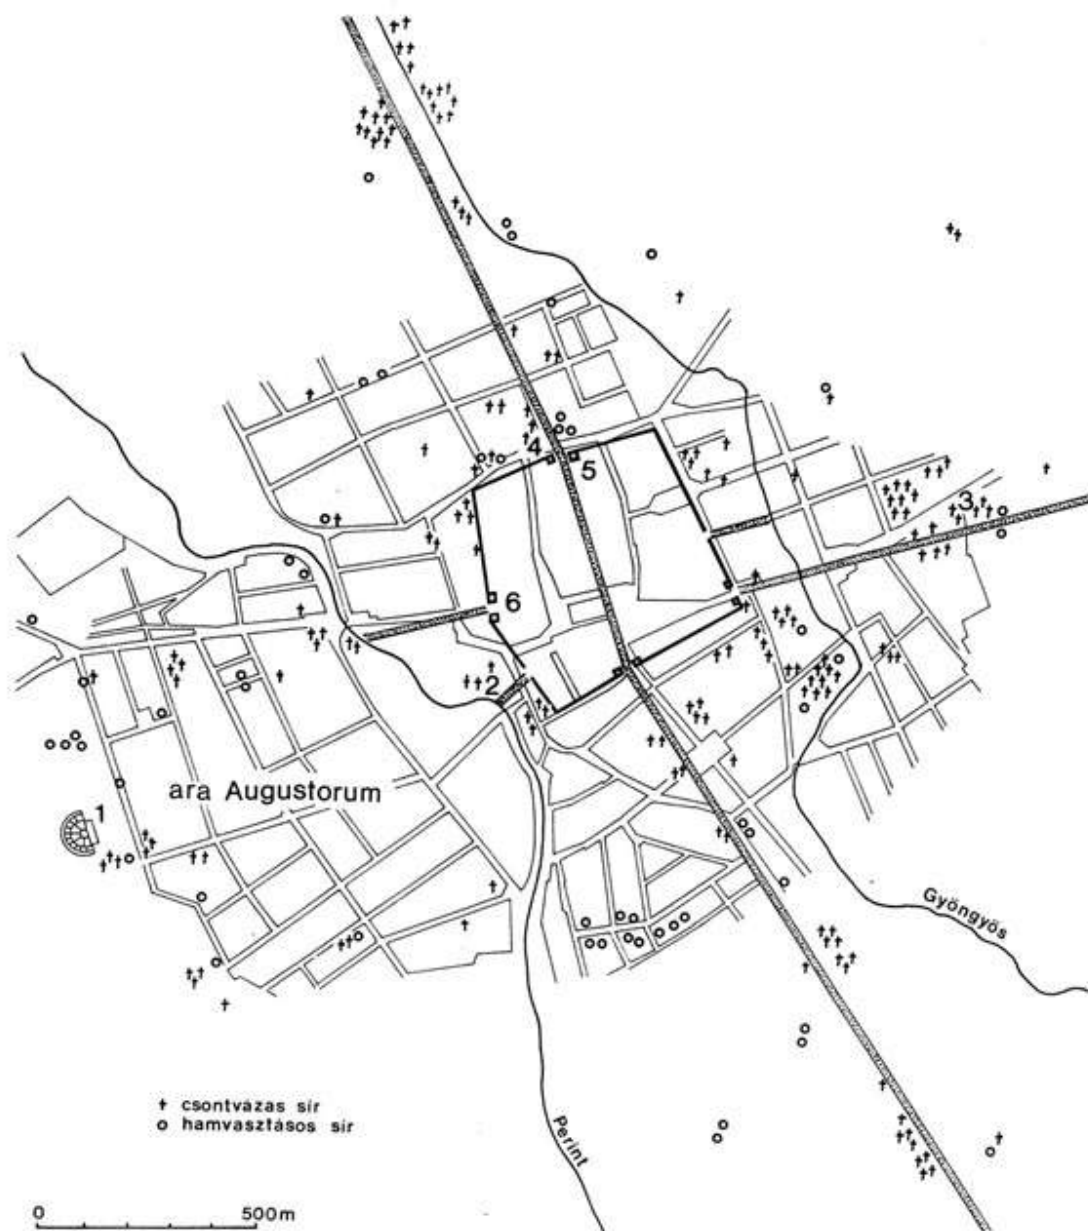 4
5
3
6
2
ara Augustorum
1
Gyöngyös
† csontvázas sír
o hamvasztásos sír
Perint
0 500m